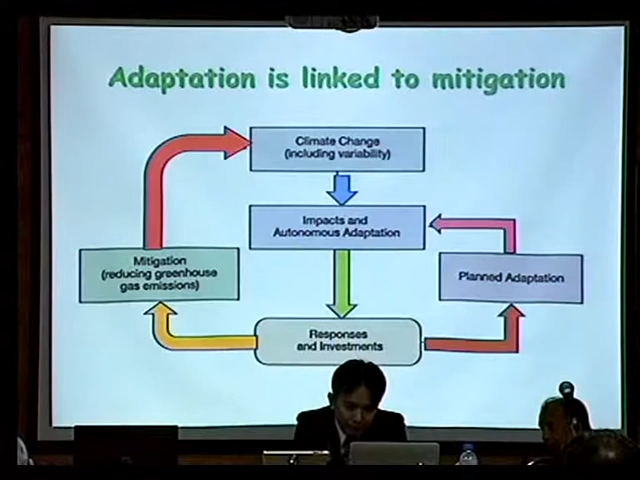 Adaptation is linked to mitigation
Climate Change
(including variability)
Impacts and
Autonomous Adaptation
Mitigation
(reducing greenhouse
gas emissions)
Planned Adaptation
Responses
and Investments